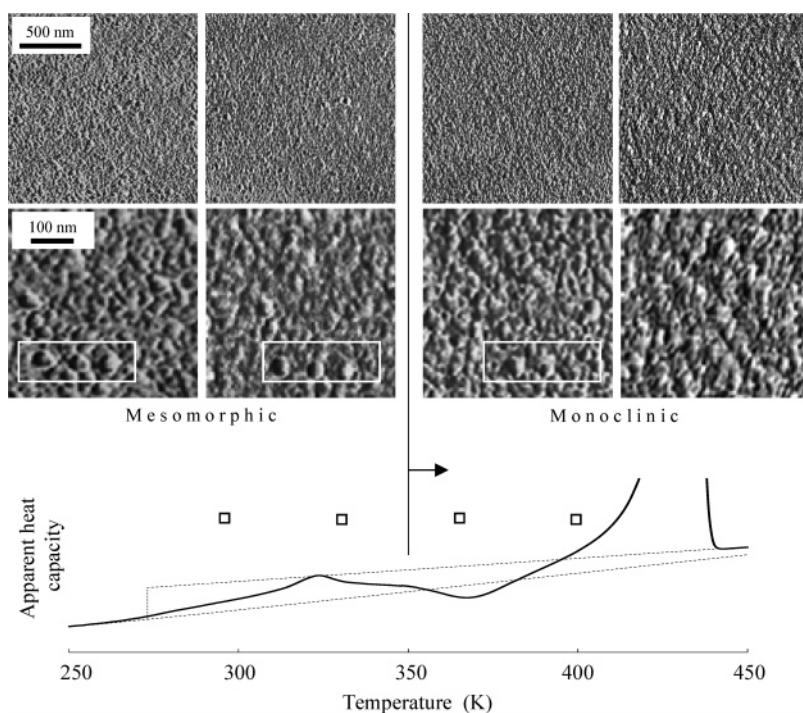 500 nm
100 nm
Mesomorphic
Monoclinic
Apparent heat
capacity
250
300
350
400
450
Temperature (K)